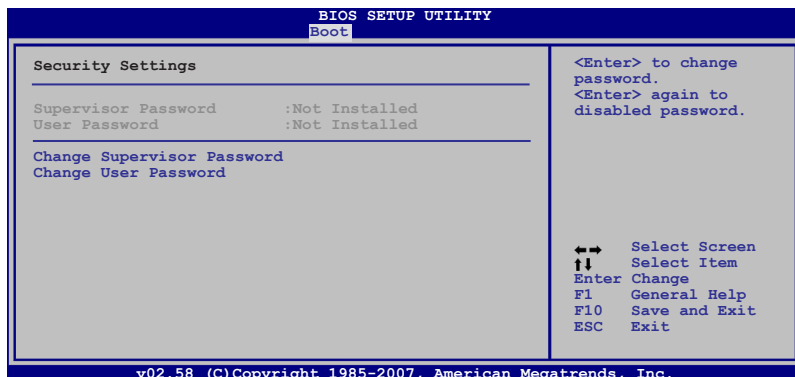 BIOS SETUP UTILITY
Boot
Security Settings
Supervisor Password :Not Installed
User Password :Not Installed
Change Supervisor Password
Change User Password
<Enter> to change
password.
<Enter> again to
disabled password.
←→ Select Screen
↑↓ Select Item
Enter Change
F1 General Help
F10 Save and Exit
ESC Exit
v02.58 (C)Copyright 1985-2007, American Megatrends, Inc.